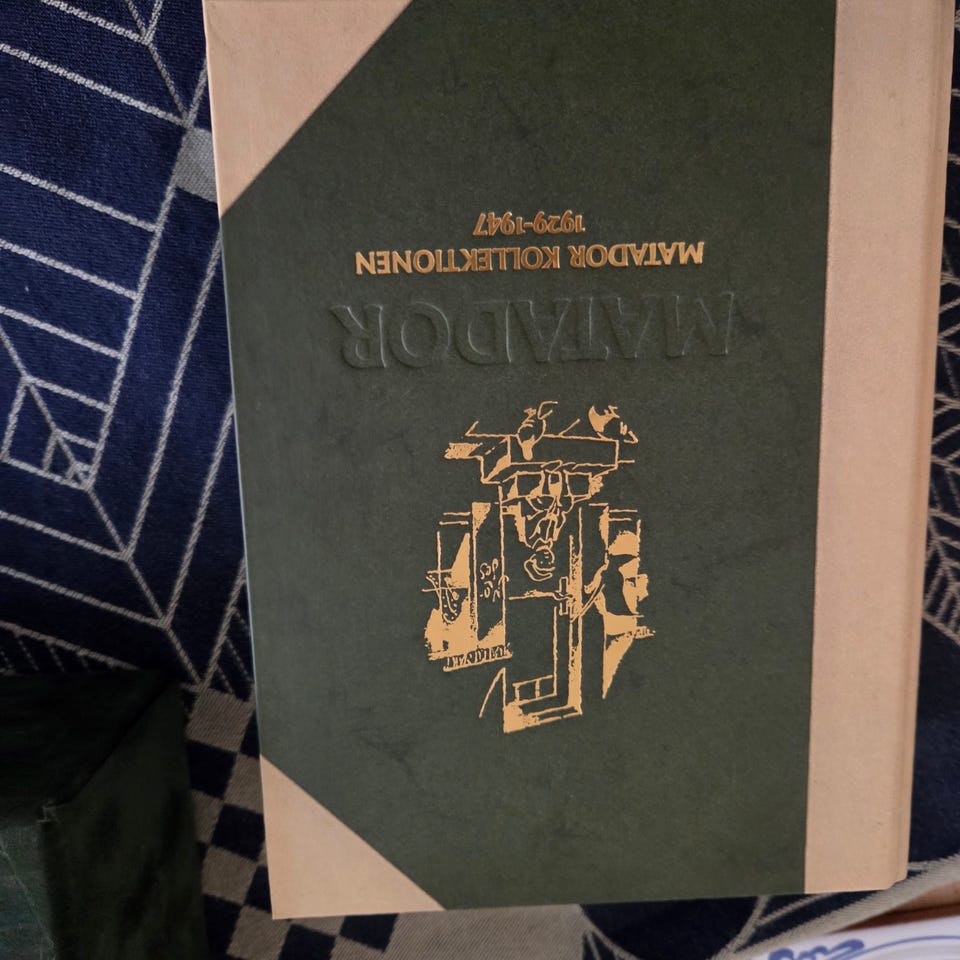 MATADOR
MATADOR KOLLEKTIONEN
1929-1947